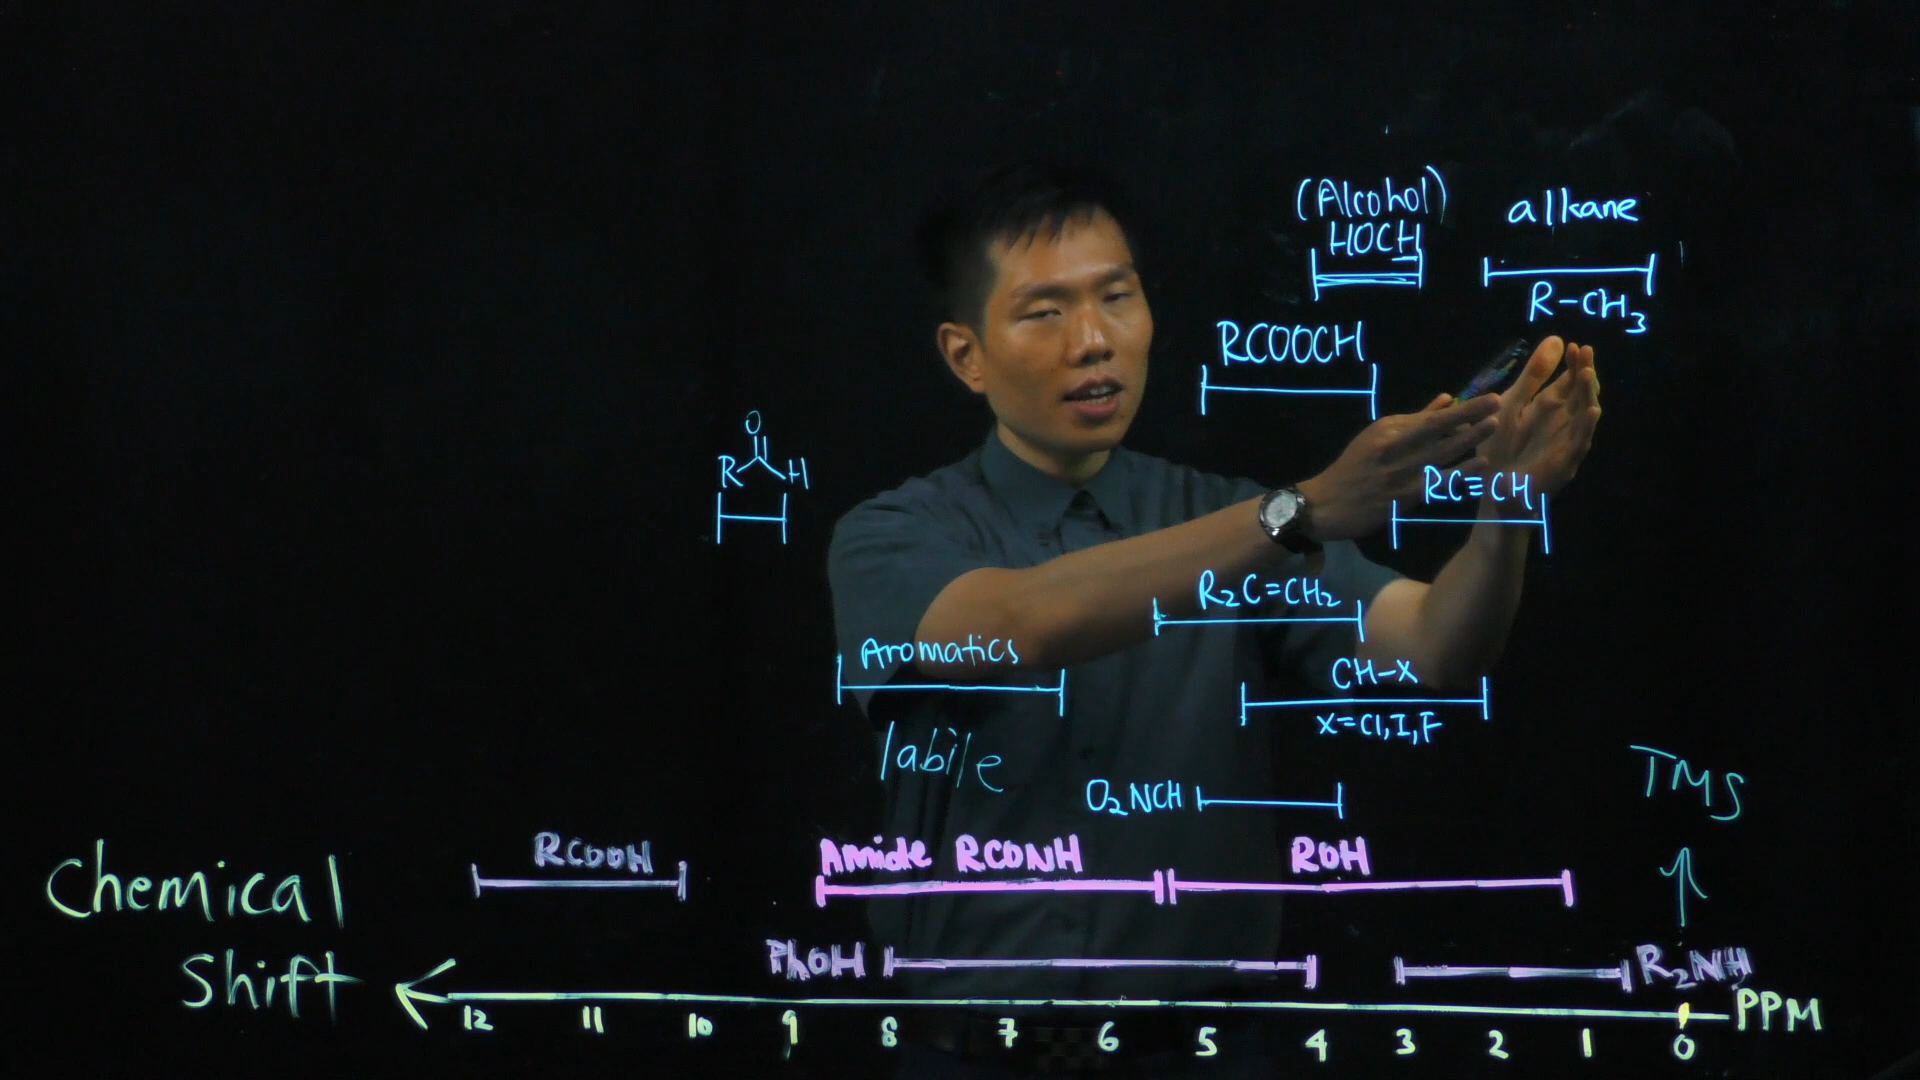 (Alcohol)
HOCH
alkane
R-CH₃
RCOOCH
O
R H
RC≡CH
R₂C=CH₂
Aromatics
CH-X
X=Cl,I,F
labile
O₂NCH
TMS
RCOOH
Amide RCONH
ROH
Chemical
Shift
PhOH
R₂NH
PPM
12 11 10 9 8 7 6 5 4 3 2 1 0